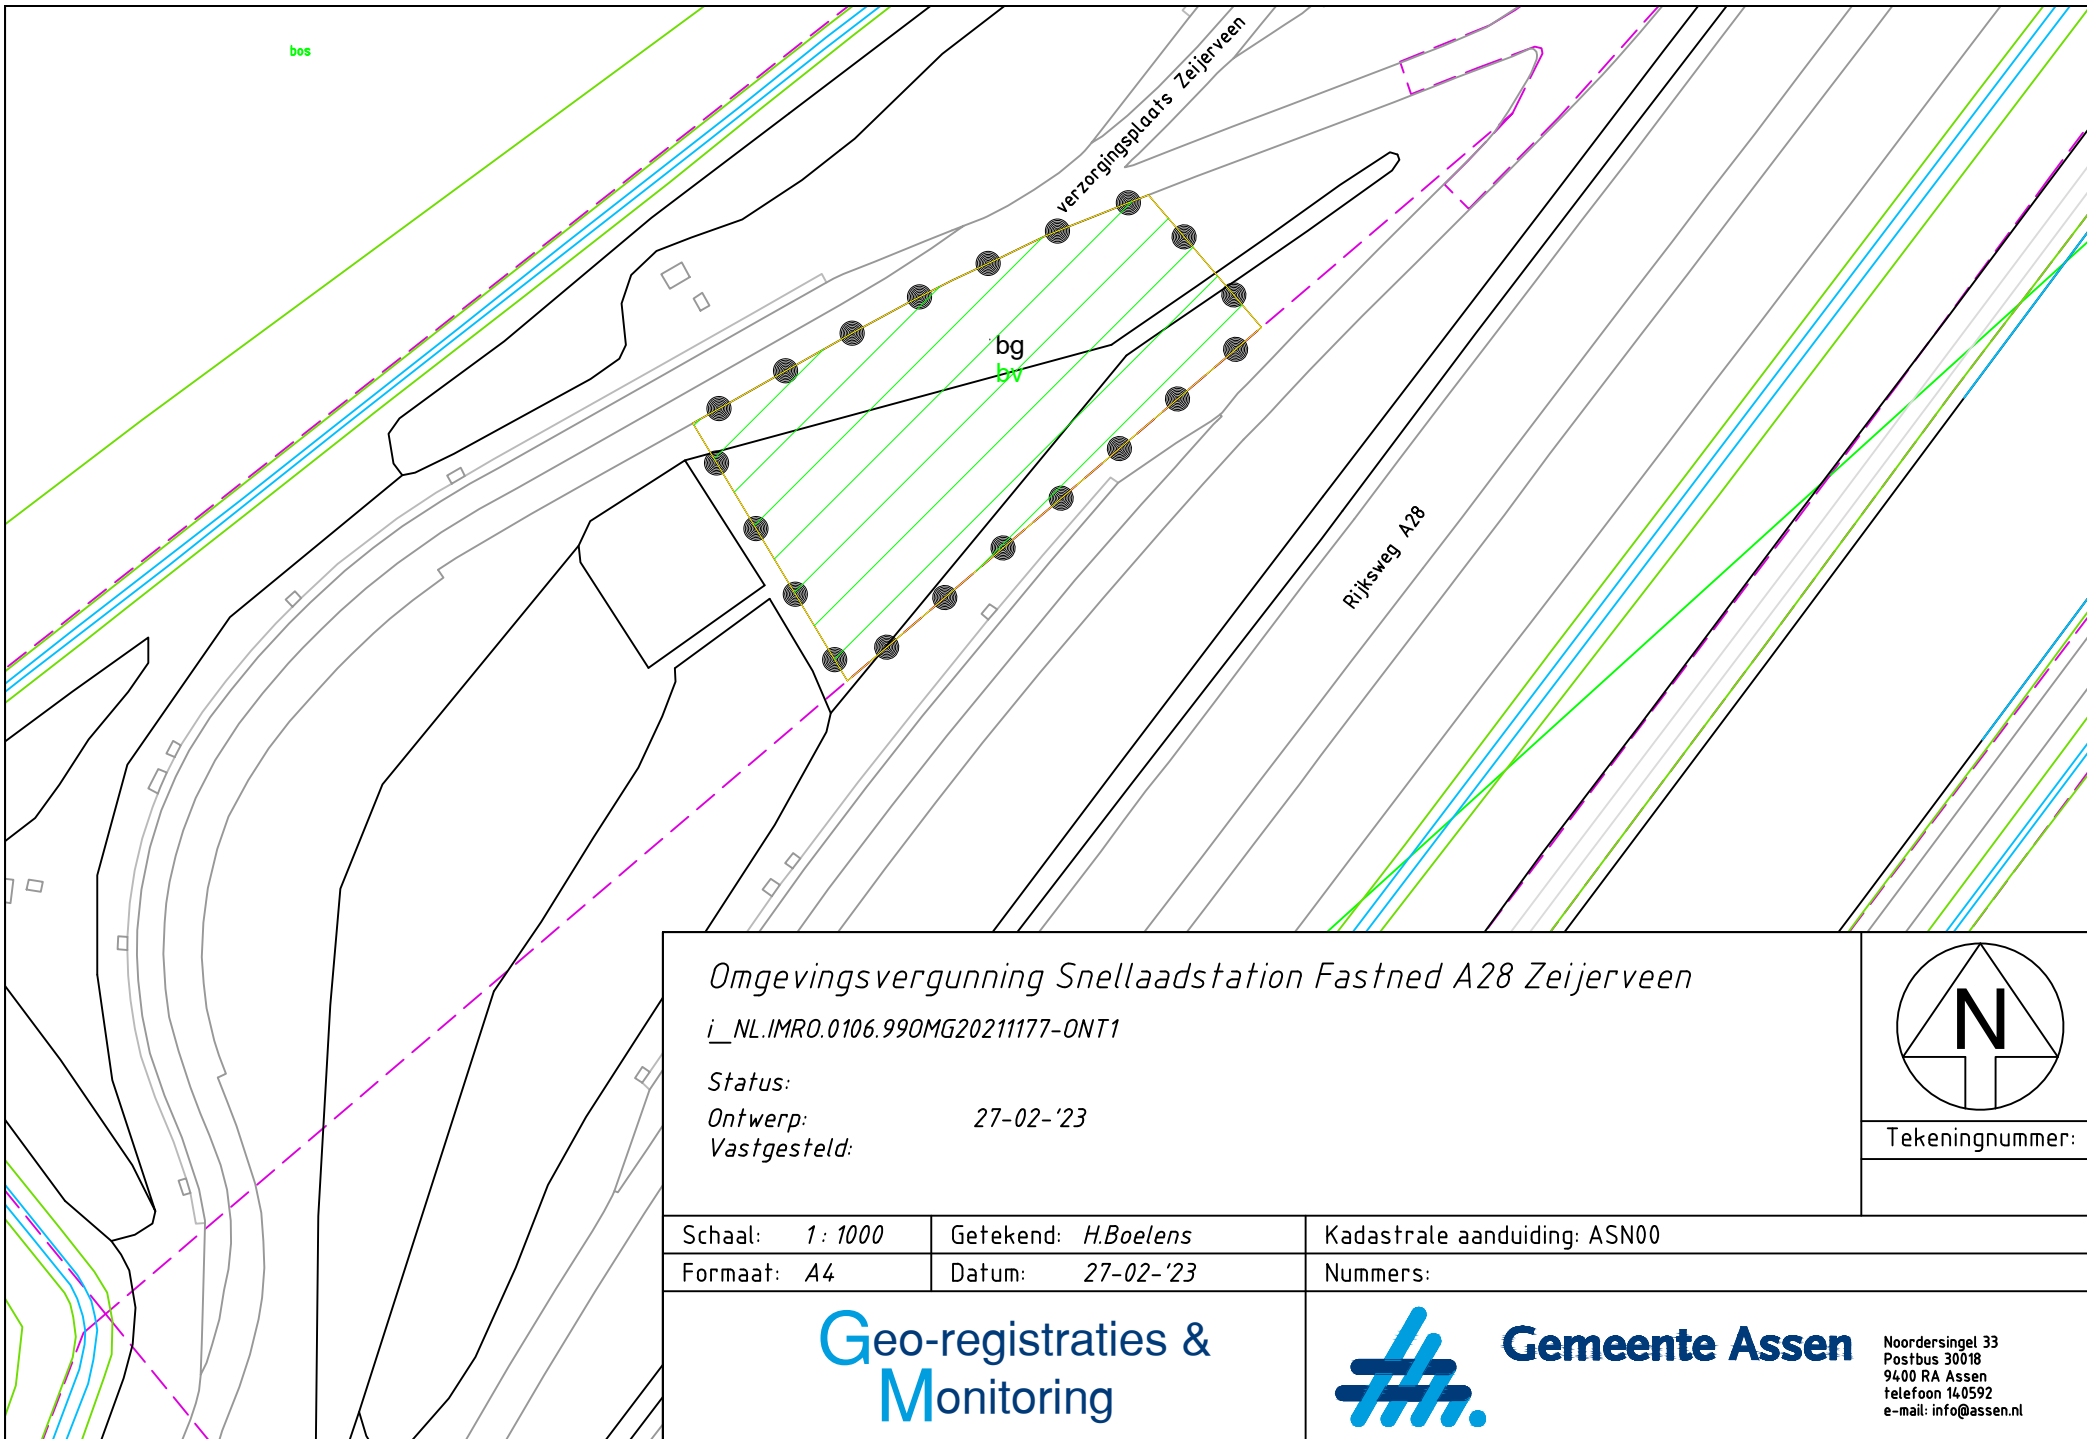 bos
verzorgingsplaats Zeijerveen
bg
bv
Rijksweg A28
Omgevingsvergunning Snellaadstation Fastned A28 Zeijerveen
i_NL.IMRO.0106.99OMG20211177-ONT1
Status:
Ontwerp: 27-02-'23
Vastgesteld:
N
Tekeningnummer:
Schaal: 1 : 1000 Getekend: H.Boelens Kadastrale aanduiding: ASN00
Formaat: A4 Datum: 27-02-'23 Nummers:
Geo-registraties &
Monitoring
Gemeente Assen
Noordersingel 33
Postbus 30018
9400 RA Assen
telefoon 140592
e-mail: info@assen.nl